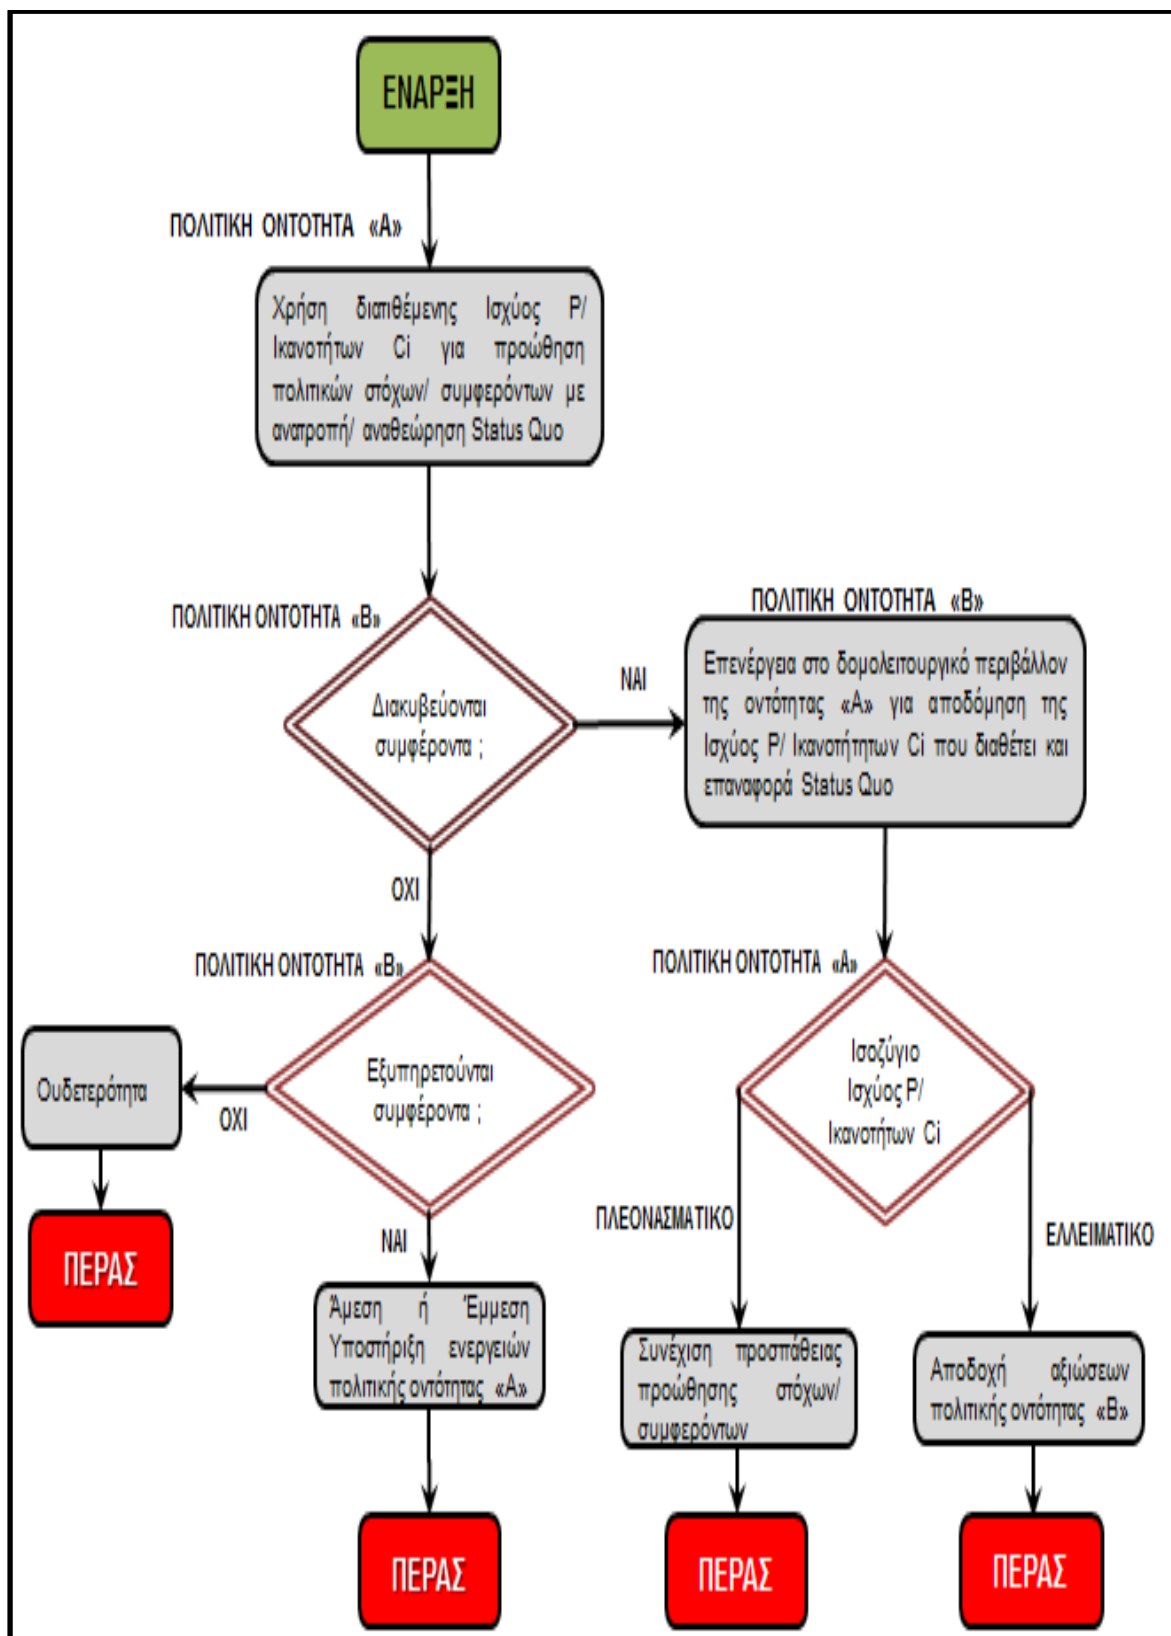 ΕΝΑΡΞΗ
ΠΟΛΙΤΙΚΗ ΟΝΤΟΤΗΤΑ «Α»
Χρήση διατιθέμενης Ισχύος P/
Ικανοτήτων Ci για προώθηση
πολιτικών στόχων/ συμφερόντων με
ανατροπή/ αναθεώρηση Status Quo
ΠΟΛΙΤΙΚΗ ΟΝΤΟΤΗΤΑ «Β»
Διακυβεύονται
συμφέροντα ;
ΝΑΙ
ΠΟΛΙΤΙΚΗ ΟΝΤΟΤΗΤΑ «Β»
Επενέργεια στο δομολειτουργικό περιβάλλον
της οντότητας «Α» για αποδόμηση της
Ισχύος P/ Ικανοτήτητων Ci που διαθέτει και
επαναφορά Status Quo
ΟΧΙ
ΠΟΛΙΤΙΚΗ ΟΝΤΟΤΗΤΑ «Β»
Εξυπηρετούνται
συμφέροντα ;
ΟΧΙ
Ουδετερότητα
ΠΕΡΑΣ
ΝΑΙ
Άμεση ή Έμμεση
Υποστήριξη ενεργειών
πολιτικής οντότητας «Α»
ΠΕΡΑΣ
ΠΟΛΙΤΙΚΗ ΟΝΤΟΤΗΤΑ «Α»
Ισοζύγιο
Ισχύος P/
Ικανοτήτων Ci
ΠΛΕΟΝΑΣΜΑΤΙΚΟ
Συνέχιση προσπάθειας
προώθησης στόχων/
συμφερόντων
ΠΕΡΑΣ
ΕΛΛΕΙΜΑΤΙΚΟ
Αποδοχή αξιώσεων
πολιτικής οντότητας «Β»
ΠΕΡΑΣ